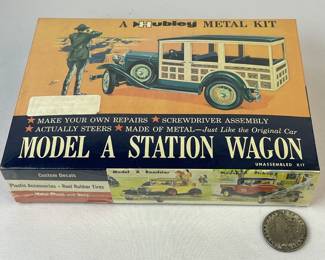 A Hubley METAL KIT
★ MAKE YOUR OWN REPAIRS ★ SCREWDRIVER ASSEMBLY
★ ACTUALLY STEERS ★ MADE OF METAL—Just Like the Original Car
MODEL A STATION WAGON
UNASSEMBLED KIT
Custom Decals
Plastic Accessories - Real Rubber Tires
Model A Roadster